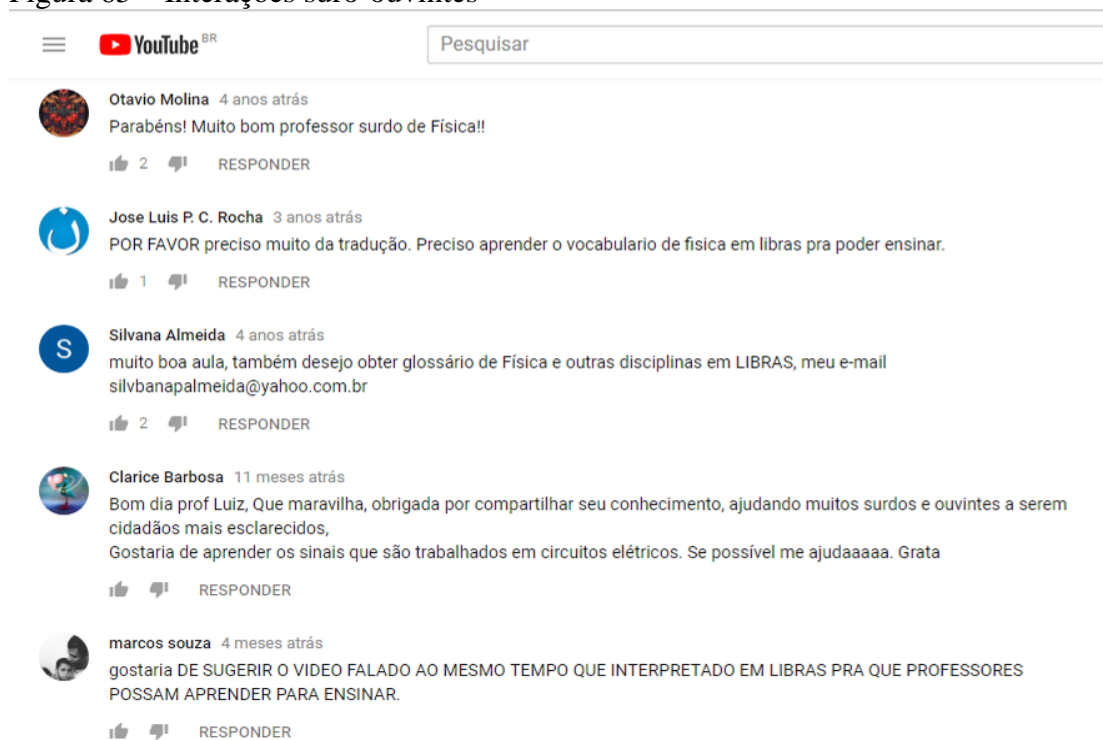 Interações suro-ouvintes
YouTube BR
Pesquisar
Otavio Molina 4 anos atrás
Parabéns! Muito bom professor surdo de Física!!
2 RESPONDER
Jose Luis P. C. Rocha 3 anos atrás
POR FAVOR preciso muito da tradução. Preciso aprender o vocabulario de fisica em libras pra poder ensinar.
1 RESPONDER
S
Silvana Almeida 4 anos atrás
muito boa aula, também desejo obter glossário de Física e outras disciplinas em LIBRAS, meu e-mail
silvbanapalmeida@yahoo.com.br
2 RESPONDER
Clarice Barbosa 11 meses atrás
Bom dia prof Luiz, Que maravilha, obrigada por compartilhar seu conhecimento, ajudando muitos surdos e ouvintes a serem
cidadãos mais esclarecidos,
Gostaria de aprender os sinais que são trabalhados em circuitos elétricos. Se possível me ajudaaaaa. Grata
RESPONDER
marcos souza 4 meses atrás
gostaria DE SUGERIR O VIDEO FALADO AO MESMO TEMPO QUE INTERPRETADO EM LIBRAS PRA QUE PROFESSORES
POSSAM APRENDER PARA ENSINAR.
RESPONDER